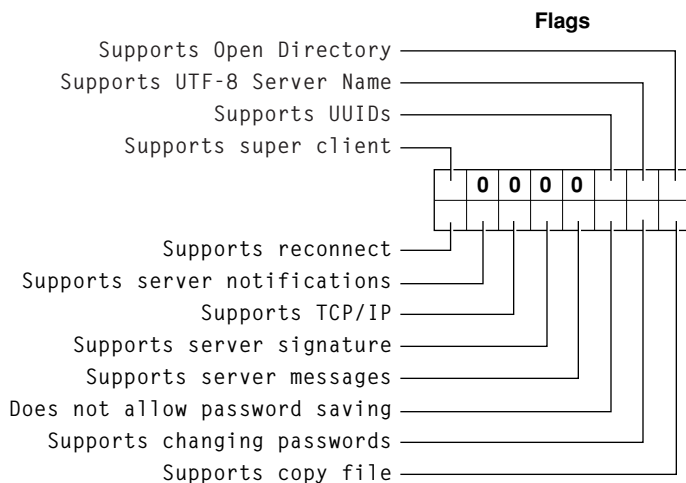 Flags
Supports Open Directory
Supports UTF-8 Server Name
Supports UUIDs
Supports super client
0 0 0 0
Supports reconnect
Supports server notifications
Supports TCP/IP
Supports server signature
Supports server messages
Does not allow password saving
Supports changing passwords
Supports copy file